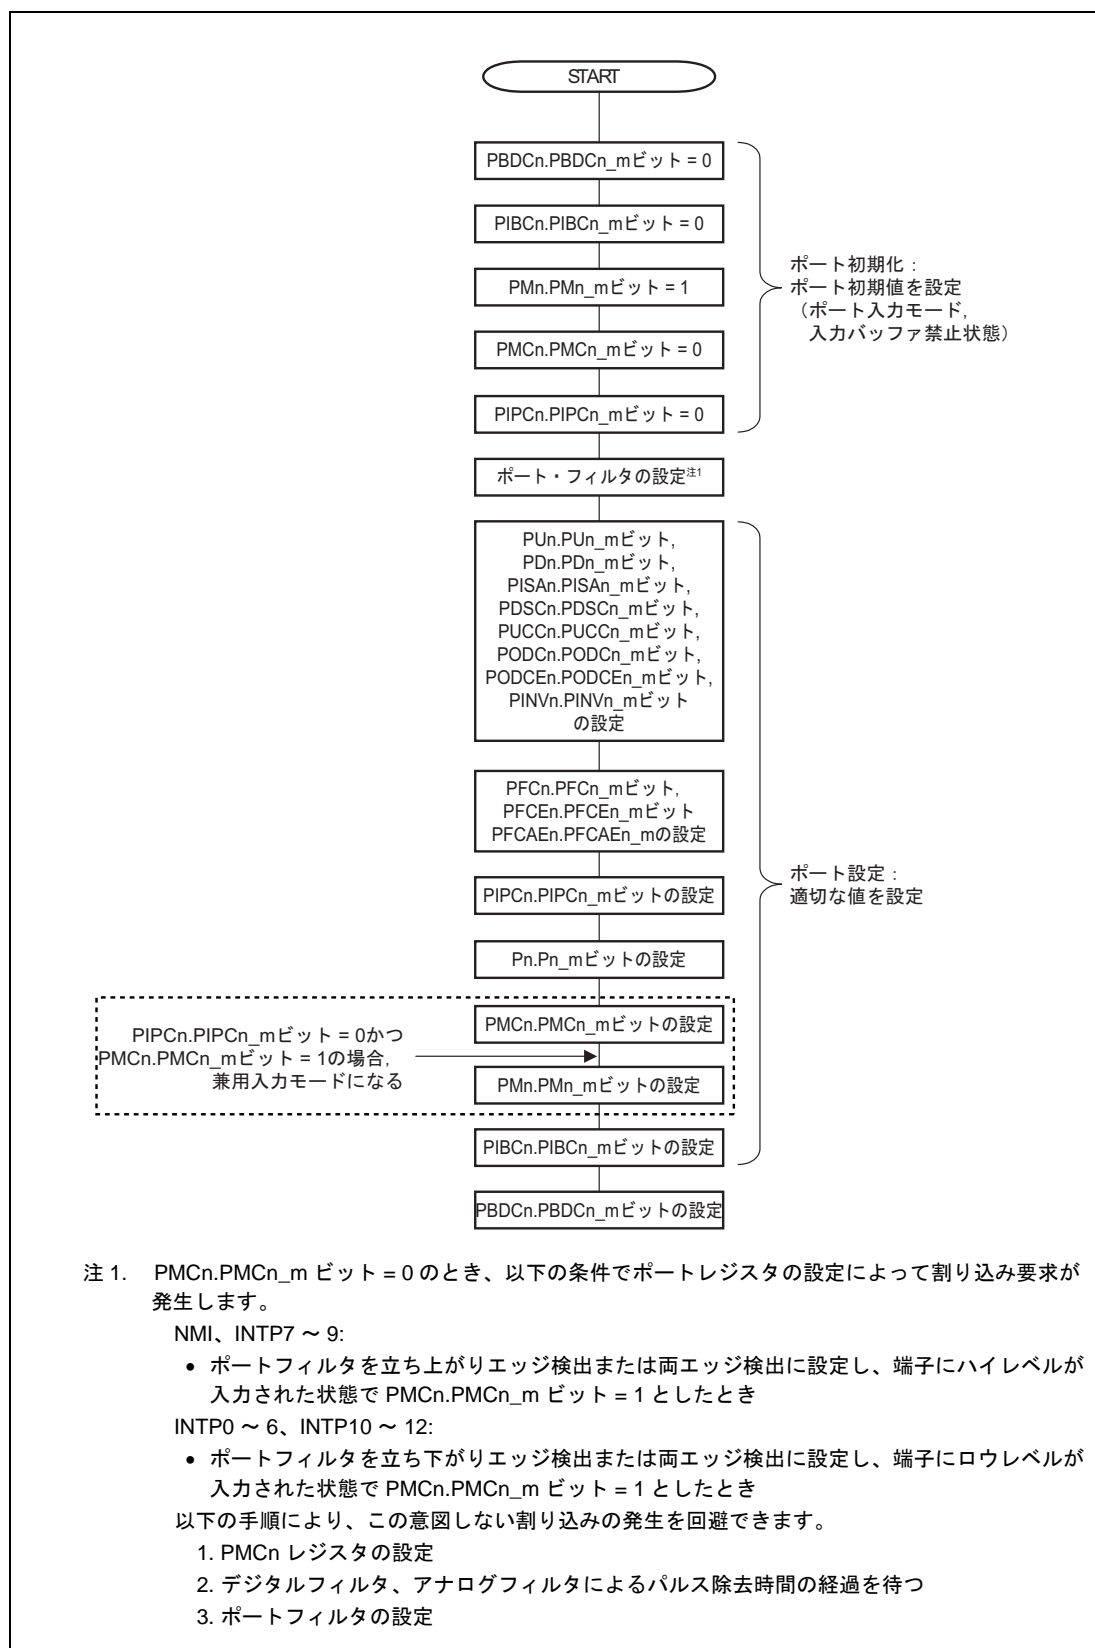 START
PBDCn.PBDCn_mビット = 0
PIBCn.PIBCn_mビット = 0
PMn.PMn_mビット = 1
PMCn.PMCn_mビット = 0
PIPCn.PIPCn_mビット = 0
ポート初期化：
ポート初期値を設定
（ポート入力モード,
入力バッファ禁止状態）
ポート・フィルタの設定注1
PUn.PUn_mビット,
PDn.PDn_mビット,
PISAn.PISAn_mビット,
PDSCn.PDSCn_mビット,
PUCCn.PUCCn_mビット,
PODCn.PODCn_mビット,
PODCEn.PODCEn_mビット,
PINVn.PINVn_mビット
の設定
PFCn.PFCn_mビット,
PFCEn.PFCEn_mビット
PFCAEn.PFCAEn_mの設定
PIPCn.PIPCn_mビットの設定
Pn.Pn_mビットの設定
ポート設定：
適切な値を設定
PMCn.PMCn_mビットの設定
PIPCn.PIPCn_mビット = 0かつ
PMCn.PMCn_mビット = 1の場合,
兼用入力モードになる
PMn.PMn_mビットの設定
PIBCn.PIBCn_mビットの設定
PBDCn.PBDCn_mビットの設定
注 1. PMCn.PMCn_m ビット = 0 のとき、以下の条件でポートレジスタの設定によって割り込み要求が
発生します。
NMI、INTP7 ～ 9:
• ポートフィルタを立ち上がりエッジ検出または両エッジ検出に設定し、端子にハイレベルが
入力された状態で PMCn.PMCn_m ビット = 1 としたとき
INTP0 ～ 6、INTP10 ～ 12:
• ポートフィルタを立ち下がりエッジ検出または両エッジ検出に設定し、端子にロウレベルが
入力された状態で PMCn.PMCn_m ビット = 1 としたとき
以下の手順により、この意図しない割り込みの発生を回避できます。
1. PMCn レジスタの設定
2. デジタルフィルタ、アナログフィルタによるパルス除去時間の経過を待つ
3. ポートフィルタの設定